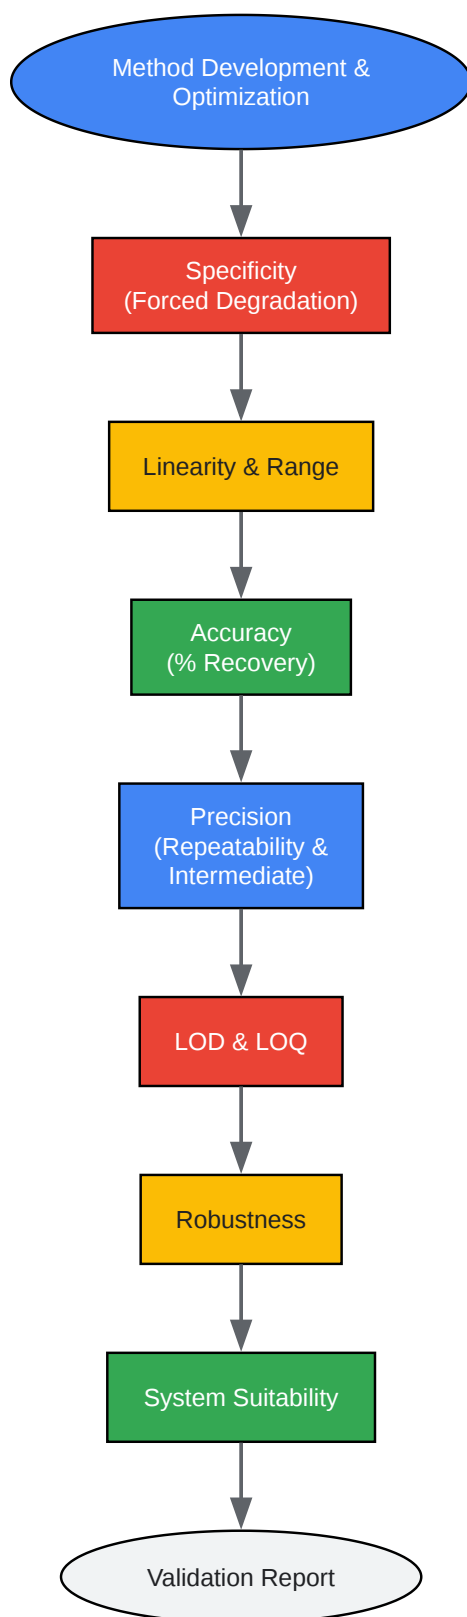 Method Development &
Optimization
Specificity
(Forced Degradation)
Linearity & Range
Accuracy
(% Recovery)
Precision
(Repeatability &
Intermediate)
LOD & LOQ
Robustness
System Suitability
Validation Report